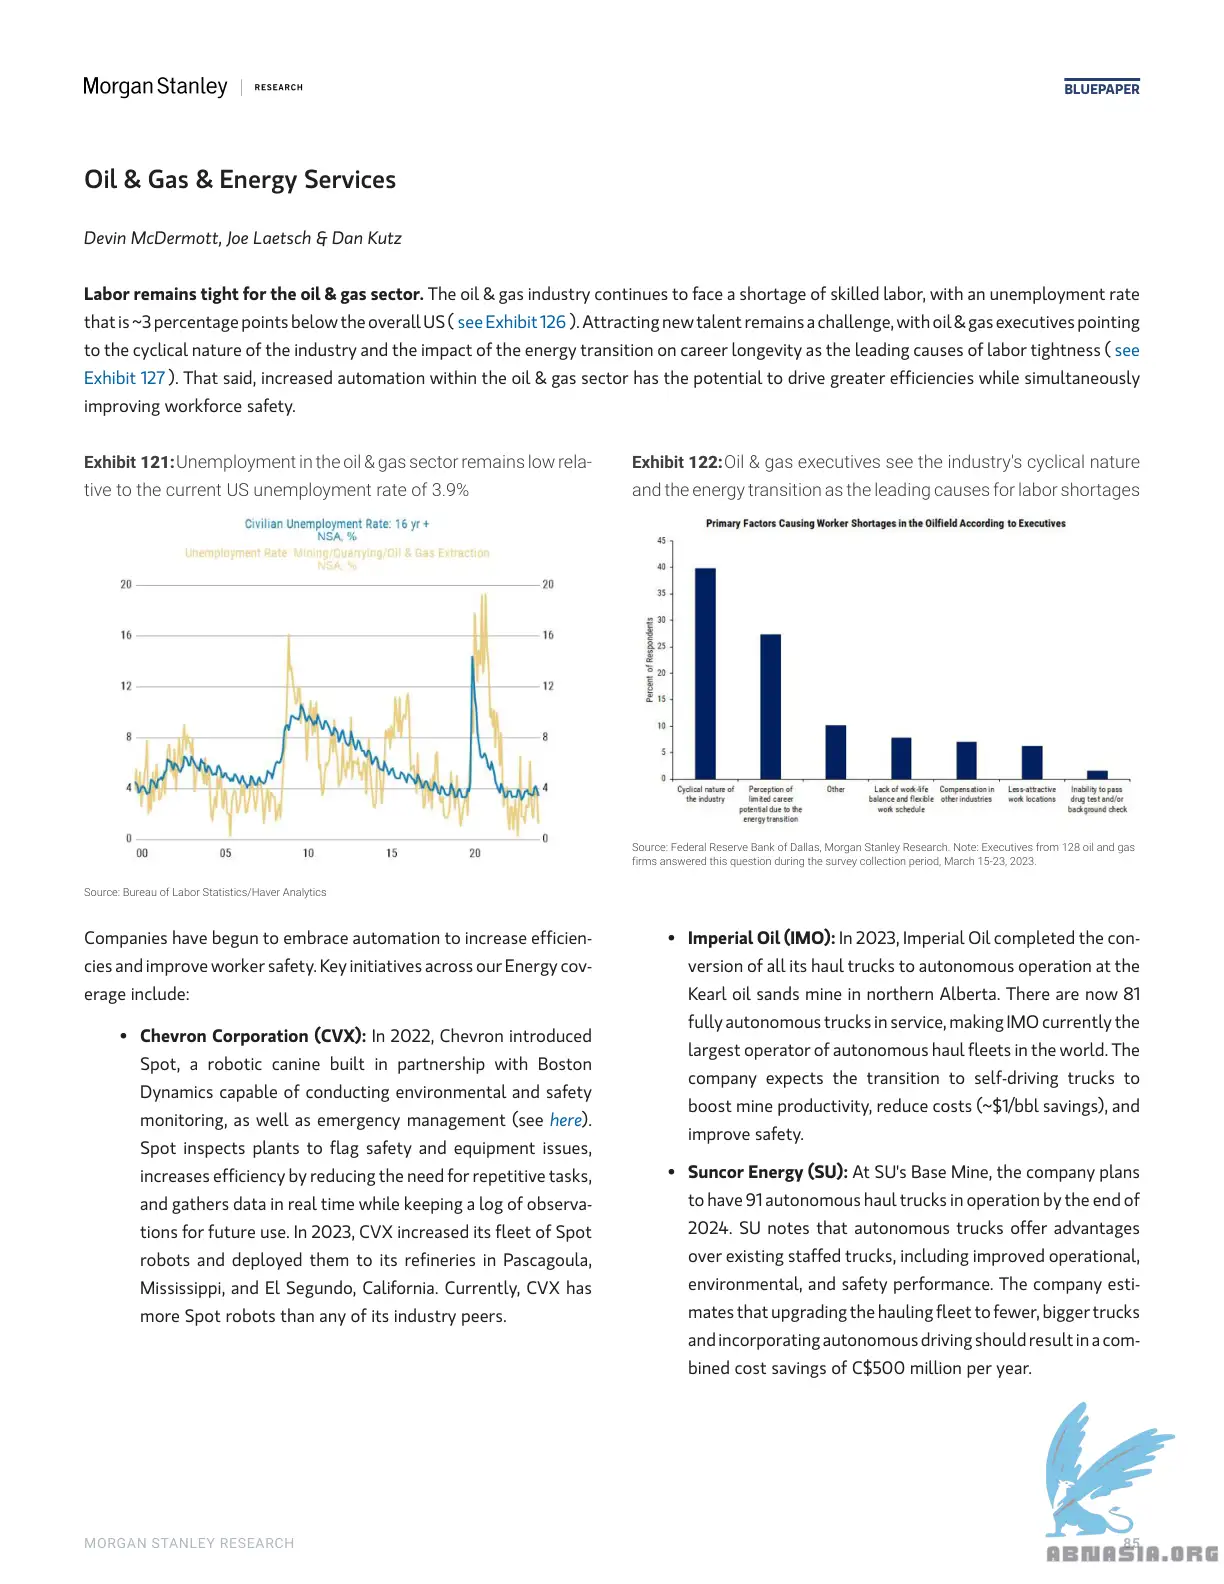 Morgan Stanley | RESEARCH
BLUEPAPER
Oil & Gas & Energy Services
Devin McDermott, Joe Laetsch & Dan Kutz
Labor remains tight for the oil & gas sector. The oil & gas industry continues to face a shortage of skilled labor, with an unemployment rate
that is ~3 percentage points below the overall US ( see Exhibit 126 ). Attracting new talent remains a challenge, with oil & gas executives pointing
to the cyclical nature of the industry and the impact of the energy transition on career longevity as the leading causes of labor tightness ( see
Exhibit 127 ). That said, increased automation within the oil & gas sector has the potential to drive greater efficiencies while simultaneously
improving workforce safety.
Exhibit 121: Unemployment in the oil & gas sector remains low rela-
tive to the current US unemployment rate of 3.9%
Civilian Unemployment Rate: 16 yr +
NSA, %
Unemployment Rate: Mining/Quarrying/Oil & Gas Extraction
NSA, %
20 20
16 16
12 12
8 8
4 4
0 0
00 05 10 15 20
Source: Bureau of Labor Statistics/Haver Analytics
Exhibit 122: Oil & gas executives see the industry's cyclical nature
and the energy transition as the leading causes for labor shortages
Primary Factors Causing Worker Shortages in the Oilfield According to Executives
Percent of Respondents
45
40
35
30
25
20
15
10
5
0
Cyclical nature of
the industry
Perception of
limited career
potential due to the
energy transition
Other
Lack of work-life
balance and flexible
work schedule
Compensation in
other industries
Less-attractive
work locations
Inability to pass
drug test and/or
background check
Source: Federal Reserve Bank of Dallas, Morgan Stanley Research. Note: Executives from 128 oil and gas
firms answered this question during the survey collection period, March 15-23, 2023.
Companies have begun to embrace automation to increase efficien-
cies and improve worker safety. Key initiatives across our Energy cov-
erage include:
• Chevron Corporation (CVX): In 2022, Chevron introduced
Spot, a robotic canine built in partnership with Boston
Dynamics capable of conducting environmental and safety
monitoring, as well as emergency management (see here).
Spot inspects plants to flag safety and equipment issues,
increases efficiency by reducing the need for repetitive tasks,
and gathers data in real time while keeping a log of observa-
tions for future use. In 2023, CVX increased its fleet of Spot
robots and deployed them to its refineries in Pascagoula,
Mississippi, and El Segundo, California. Currently, CVX has
more Spot robots than any of its industry peers.
• Imperial Oil (IMO): In 2023, Imperial Oil completed the con-
version of all its haul trucks to autonomous operation at the
Kearl oil sands mine in northern Alberta. There are now 81
fully autonomous trucks in service, making IMO currently the
largest operator of autonomous haul fleets in the world. The
company expects the transition to self-driving trucks to
boost mine productivity, reduce costs (~$1/bbl savings), and
improve safety.
• Suncor Energy (SU): At SU's Base Mine, the company plans
to have 91 autonomous haul trucks in operation by the end of
2024. SU notes that autonomous trucks offer advantages
over existing staffed trucks, including improved operational,
environmental, and safety performance. The company esti-
mates that upgrading the hauling fleet to fewer, bigger trucks
and incorporating autonomous driving should result in a com-
bined cost savings of C$500 million per year.
MORGAN STANLEY RESEARCH
85
ABNASIA.ORG